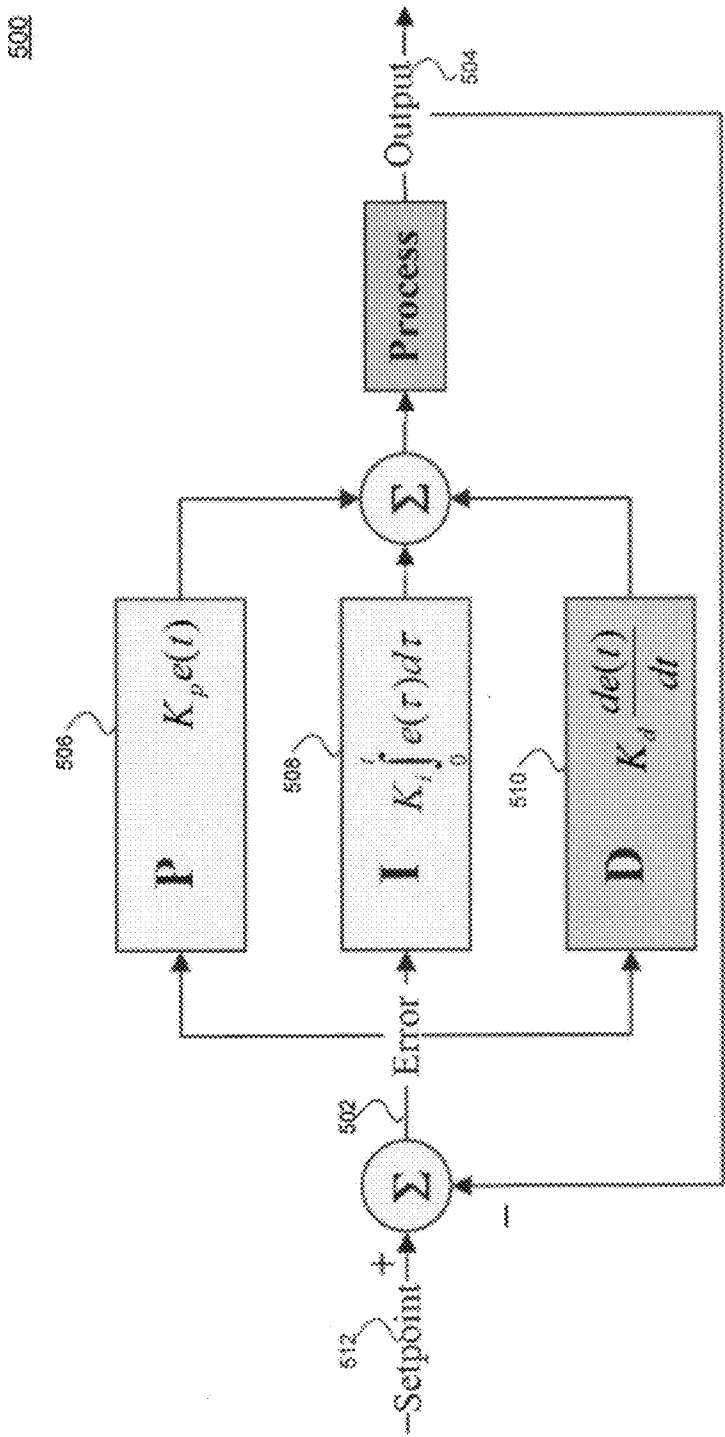 500
512
Setpoint
+
Σ
−
502
Error
506
P K_p e(t)
508
I K_i ∫_0^t e(τ)dτ
510
D K_d de(t)/dt
Σ
Process
Output
504